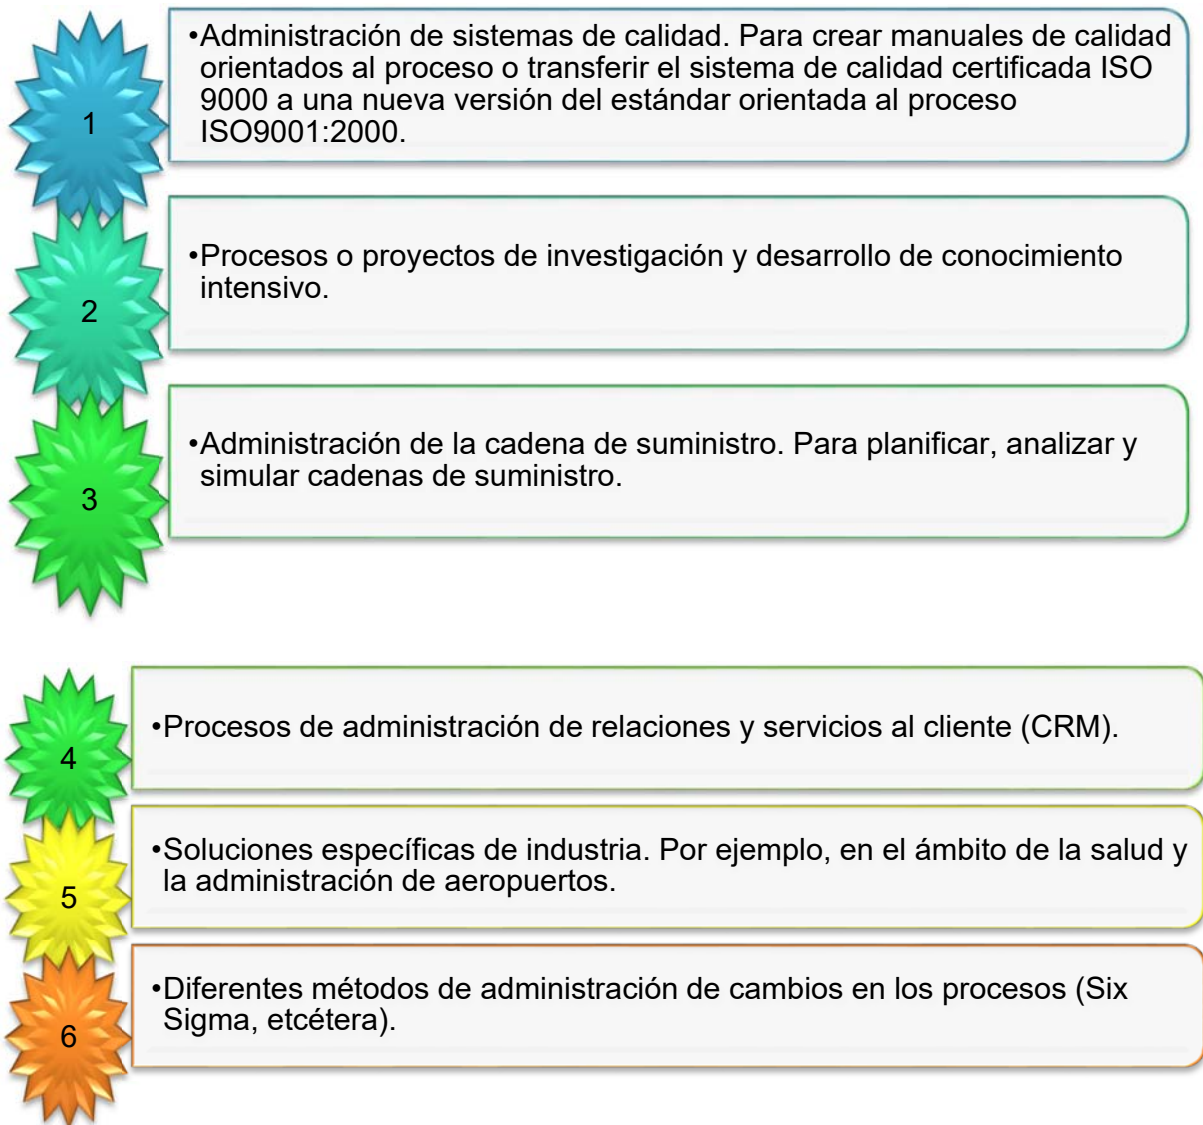 1
•Administración de sistemas de calidad. Para crear manuales de calidad
orientados al proceso o transferir el sistema de calidad certificada ISO
9000 a una nueva versión del estándar orientada al proceso
ISO9001:2000.
2
•Procesos o proyectos de investigación y desarrollo de conocimiento
intensivo.
3
•Administración de la cadena de suministro. Para planificar, analizar y
simular cadenas de suministro.
4
•Procesos de administración de relaciones y servicios al cliente (CRM).
5
•Soluciones específicas de industria. Por ejemplo, en el ámbito de la salud y
la administración de aeropuertos.
6
•Diferentes métodos de administración de cambios en los procesos (Six
Sigma, etcétera).